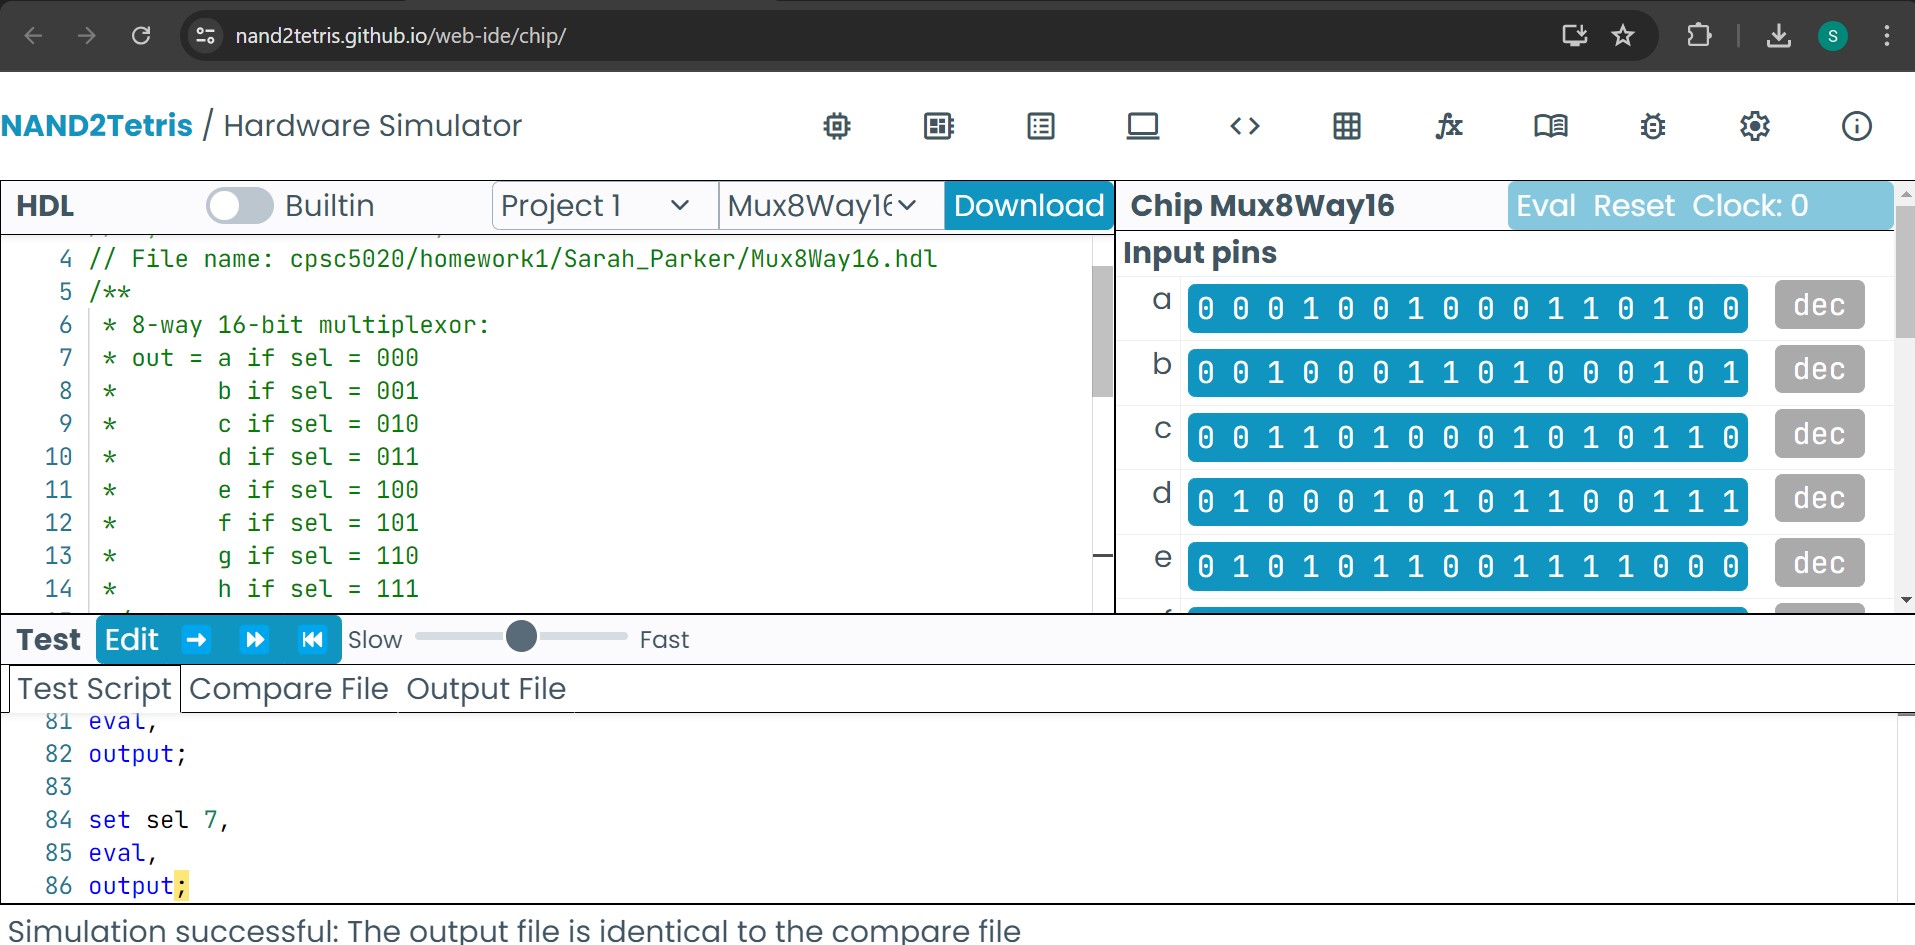 nand2tetris.github.io/web-ide/chip/
S
NAND2Tetris / Hardware Simulator
HDL Builtin Project 1 Mux8Way16 Download
4 // File name: cpsc5020/homework1/Sarah_Parker/Mux8Way16.hdl
5 /**
6 * 8-way 16-bit multiplexor:
7 * out = a if sel = 000
8 * b if sel = 001
9 * c if sel = 010
10 * d if sel = 011
11 * e if sel = 100
12 * f if sel = 101
13 * g if sel = 110
14 * h if sel = 111
Chip Mux8Way16 Eval Reset Clock: 0
Input pins
a 0 0 0 1 0 0 1 0 0 0 1 1 0 1 0 0 dec
b 0 0 1 0 0 0 1 1 0 1 0 0 0 1 0 1 dec
c 0 0 1 1 0 1 0 0 0 1 0 1 0 1 1 0 dec
d 0 1 0 0 0 1 0 1 0 1 1 0 0 1 1 1 dec
e 0 1 0 1 0 1 1 0 0 1 1 1 1 0 0 0 dec
Test Edit Slow Fast
Test Script Compare File Output File
81 eval,
82 output;
83
84 set sel 7,
85 eval,
86 output;
Simulation successful: The output file is identical to the compare file